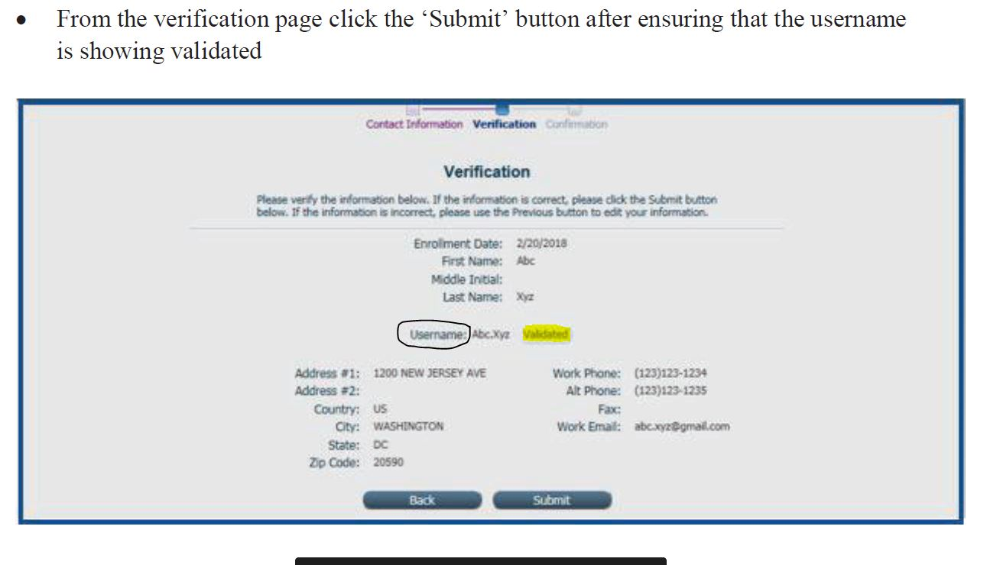 • From the verification page click the ‘Submit’ button after ensuring that the username
is showing validated
Contact Information Verification Confirmation
Verification
Please verify the information below. If the information is correct, please click the Submit button
below. If the information is incorrect, please use the Previous button to edit your information.
Enrollment Date: 2/20/2018
First Name: Abc
Middle Initial:
Last Name: Xyz
Username: Abc.Xyz Validated
Address #1: 1200 NEW JERSEY AVE Work Phone: (123)123-1234
Address #2: Alt Phone: (123)123-1235
Country: US Fax:
City: WASHINGTON Work Email: abc.xyz@gmail.com
State: DC
Zip Code: 20590
Back Submit